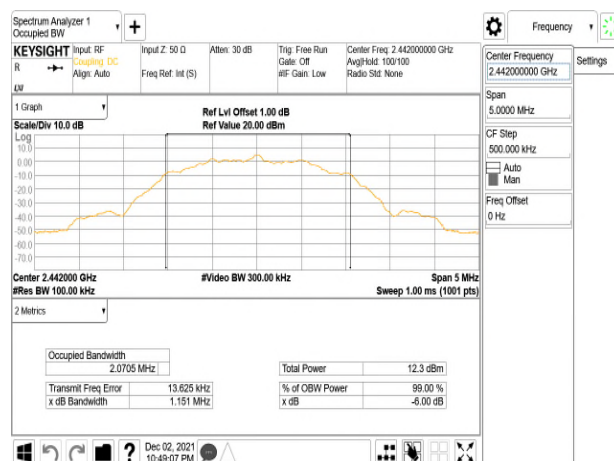 Spectrum Analyzer 1
Occupied BW
Frequency
KEYSIGHT
R
Input: RF
Coupling: DC
Align: Auto
Input Z: 50 Ω
Freq Ref: Int (S)
Atten: 30 dB
Trig: Free Run
Gate: Off
#IF Gain: Low
Center Freq: 2.442000000 GHz
Avg|Hold: 100/100
Radio Std: None
1 Graph
Scale/Div 10.0 dB
Ref Lvl Offset 1.00 dB
Ref Value 20.00 dBm
Log
10.0
0.00
-10.0
-20.0
-30.0
-40.0
-50.0
-60.0
-70.0
Center 2.442000 GHz
#Res BW 100.00 kHz
#Video BW 300.00 kHz
Span 5 MHz
Sweep 1.00 ms (1001 pts)
2 Metrics
Occupied Bandwidth
2.0705 MHz
Transmit Freq Error 13.625 kHz
x dB Bandwidth 1.151 MHz
Total Power 12.3 dBm
% of OBW Power 99.00 %
x dB -6.00 dB
Dec 02, 2021
10:49:07 PM
?
Center Frequency
2.442000000 GHz
Span
5.0000 MHz
CF Step
500.000 kHz
Auto
Man
Freq Offset
0 Hz
Settings